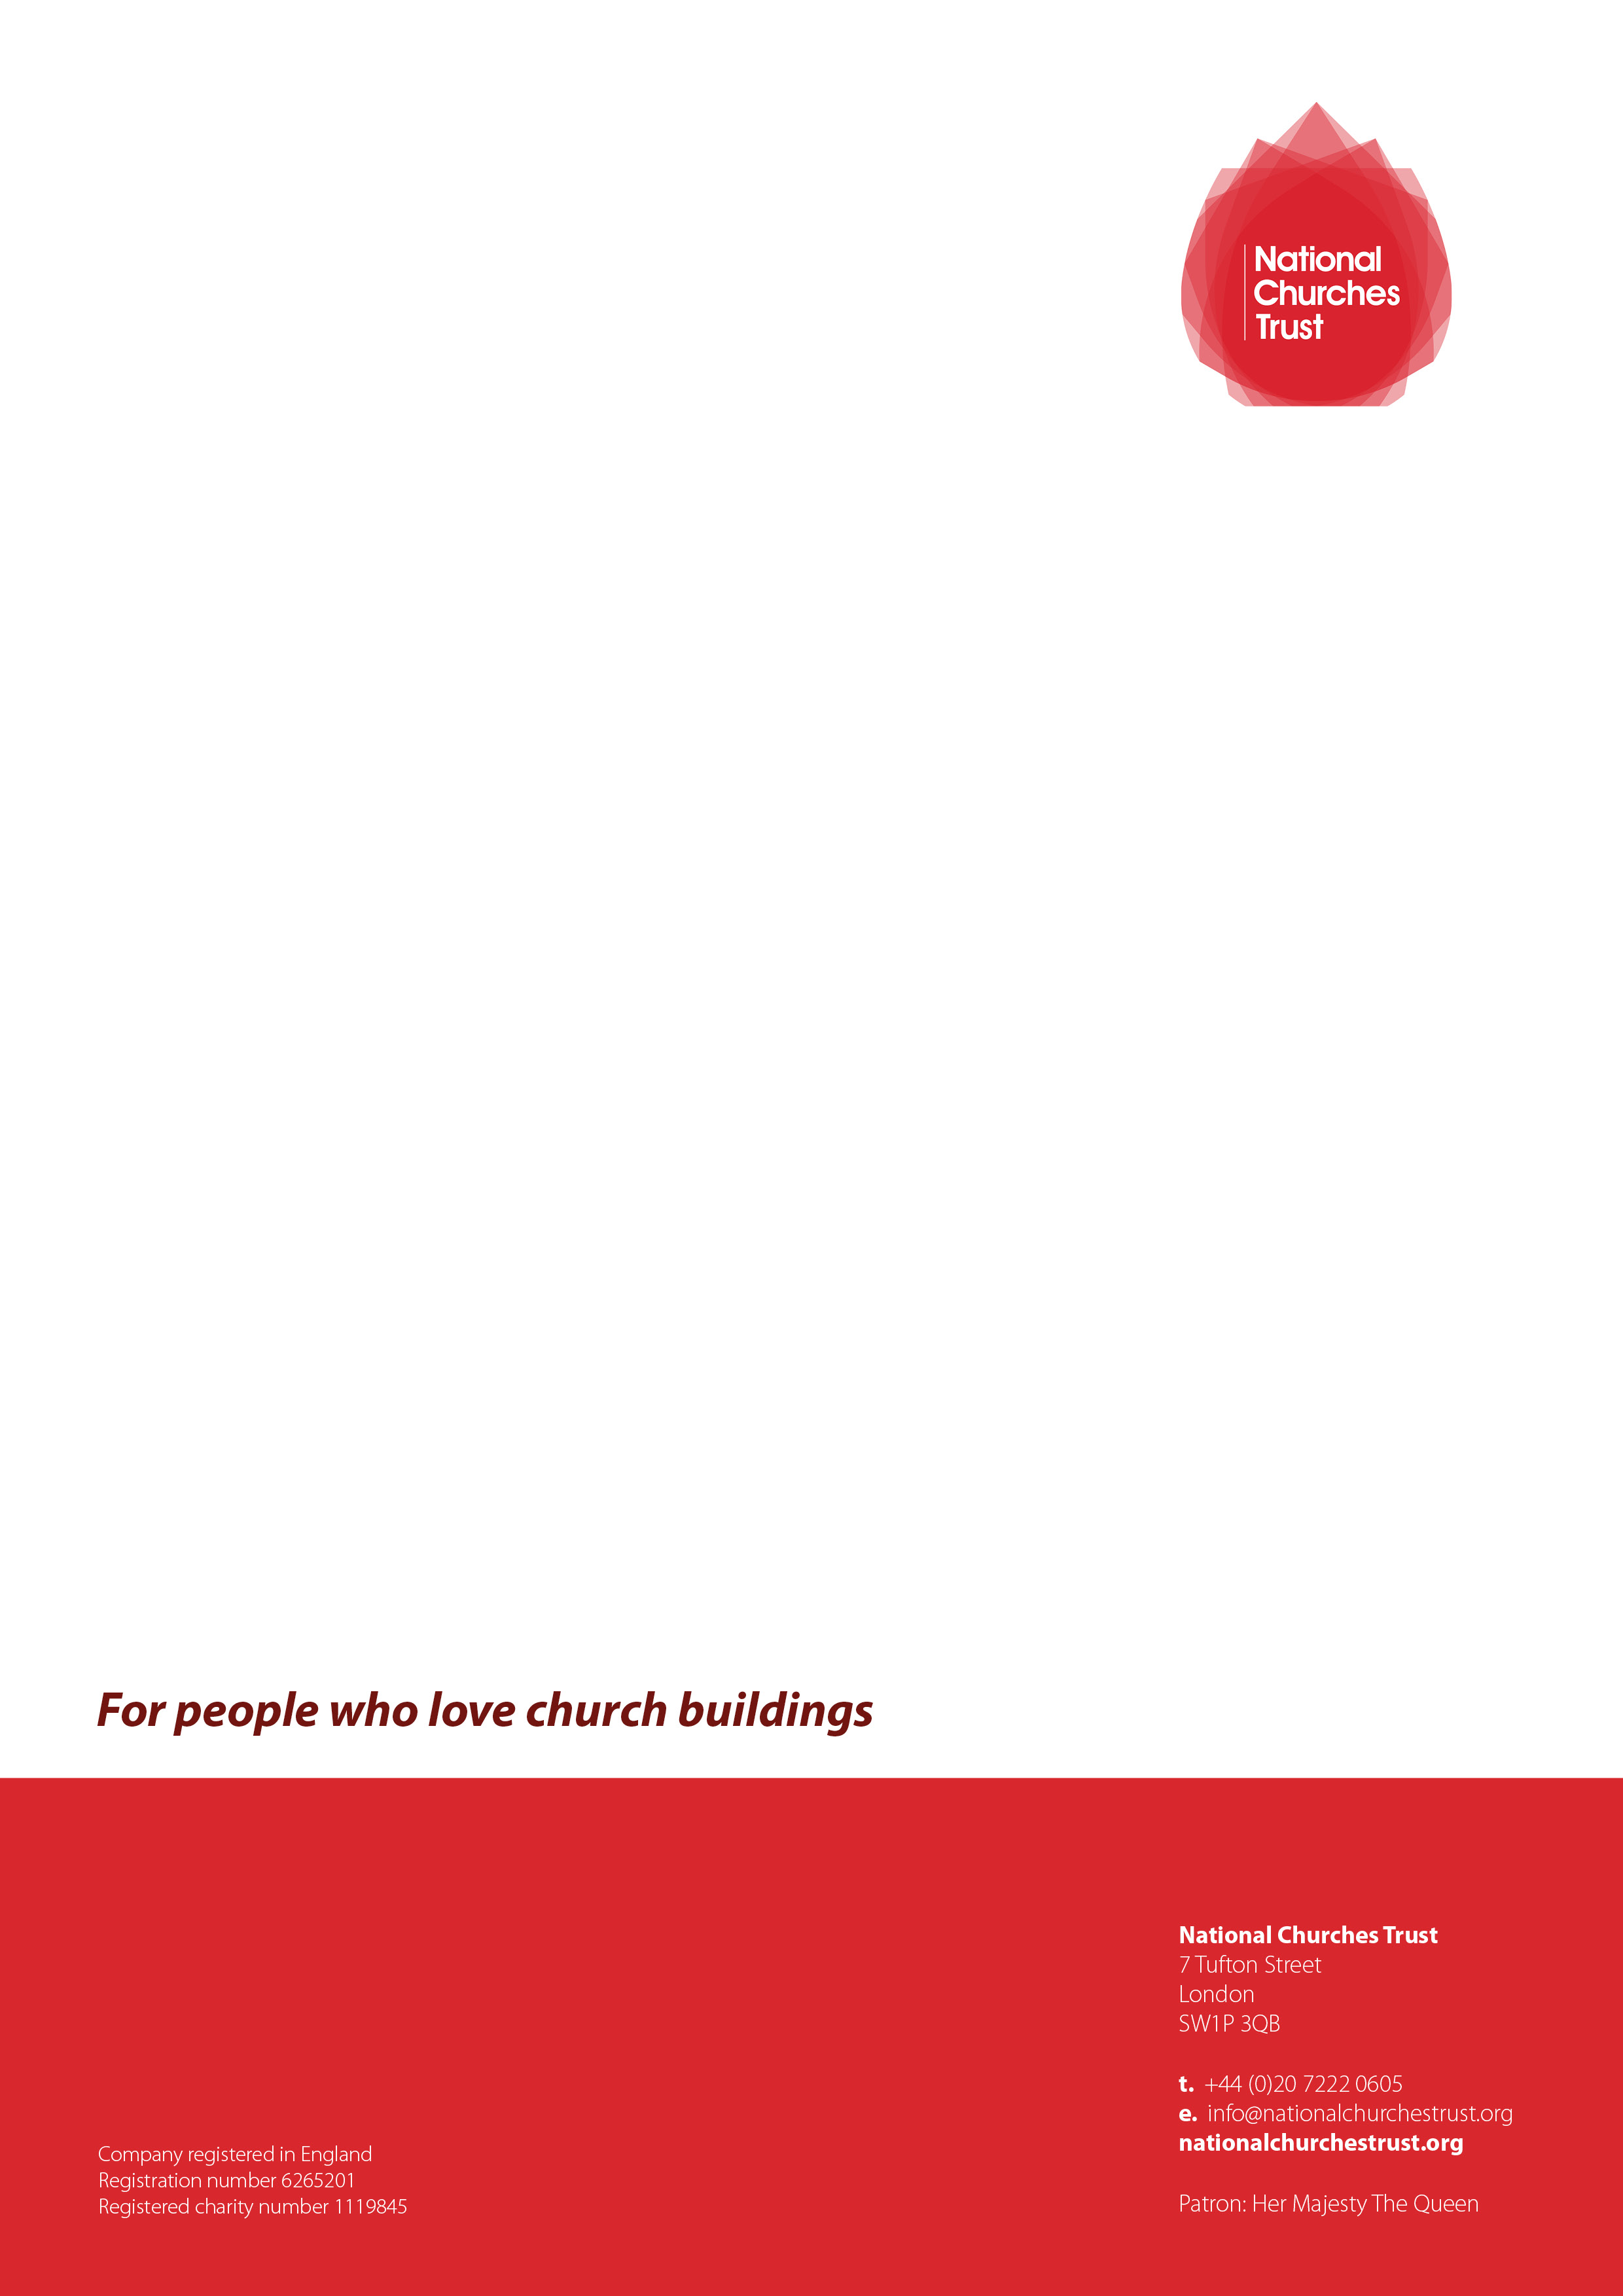 National
Churches
Trust
For people who love church buildings
National Churches Trust
7 Tufton Street
London
SW1P 3QB
t. +44 (0)20 7222 0605
e. info@nationalchurchestrust.org
nationalchurchestrust.org
Patron: Her Majesty The Queen
Company registered in England
Registration number 6265201
Registered charity number 1119845